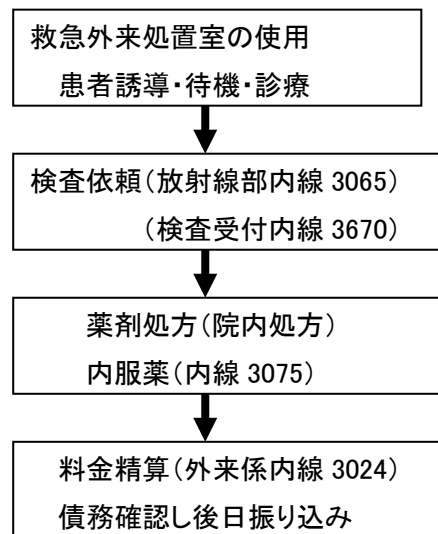 救急外来処置室の使用
患者誘導・待機・診療
検査依頼(放射線部内線 3065)
(検査受付内線 3670)
薬剤処方(院内処方)
内服薬(内線 3075)
料金精算(外来係内線 3024)
債務確認し後日振り込み